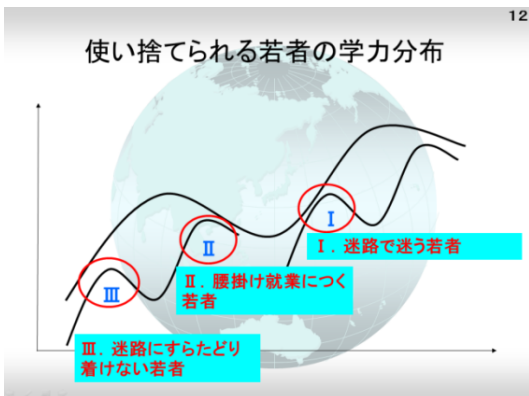 12
使い捨てられる若者の学力分布
Ⅰ
Ⅰ．迷路で迷う若者
Ⅱ
Ⅱ．腰掛け就業につく
若者
Ⅲ
Ⅲ．迷路にすらたどり
着けない若者